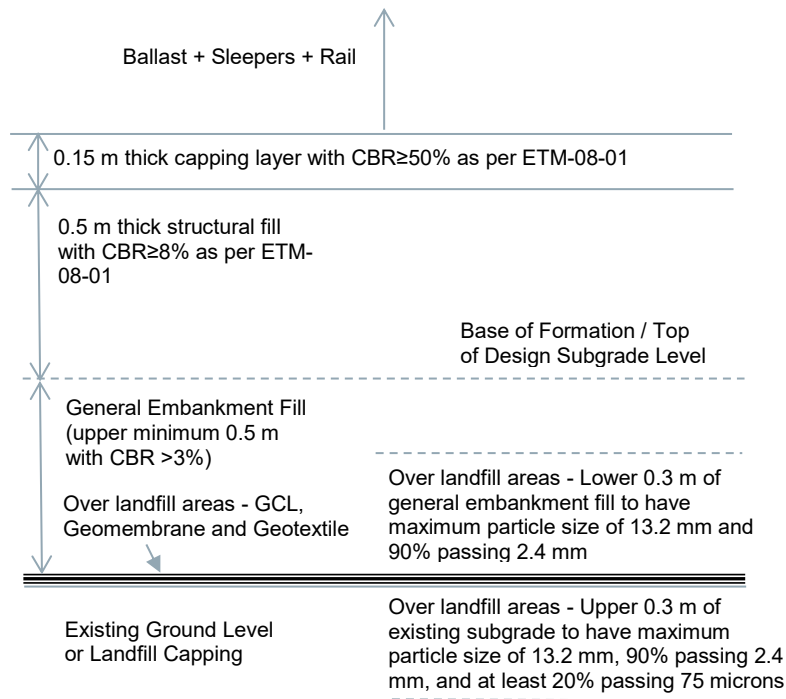 Ballast + Sleepers + Rail
0.15 m thick capping layer with CBR≥50% as per ETM-08-01
0.5 m thick structural fill
with CBR≥8% as per ETM-
08-01
Base of Formation / Top
of Design Subgrade Level
General Embankment Fill
(upper minimum 0.5 m
with CBR >3%)
Over landfill areas - GCL,
Geomembrane and Geotextile
Over landfill areas - Lower 0.3 m of
general embankment fill to have
maximum particle size of 13.2 mm and
90% passing 2.4 mm
Existing Ground Level
or Landfill Capping
Over landfill areas - Upper 0.3 m of
existing subgrade to have maximum
particle size of 13.2 mm, 90% passing 2.4
mm, and at least 20% passing 75 microns